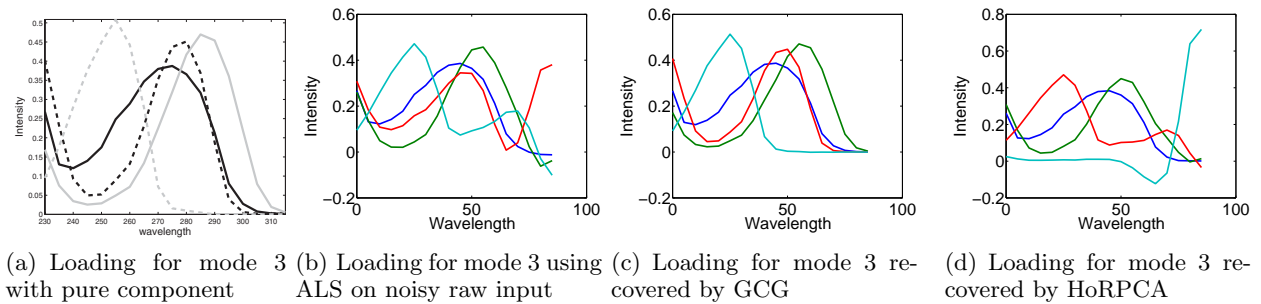 0.5
0.45
0.4
0.35
0.3
0.25
0.2
0.15
0.1
0.05
0
Intensity
230 240 250 260 270 280 290 300 310
wavelength
0.6
0.4
0.2
0
−0.2
Intensity
0 50 100
Wavelength
0.6
0.4
0.2
0
−0.2
Intensity
0 50 100
Wavelength
0.8
0.6
0.4
0.2
0
−0.2
Intensity
0 50 100
Wavelength
(a) Loading for mode 3
with pure component
(b) Loading for mode 3 using
ALS on noisy raw input
(c) Loading for mode 3 re-
covered by GCG
(d) Loading for mode 3 re-
covered by HoRPCA